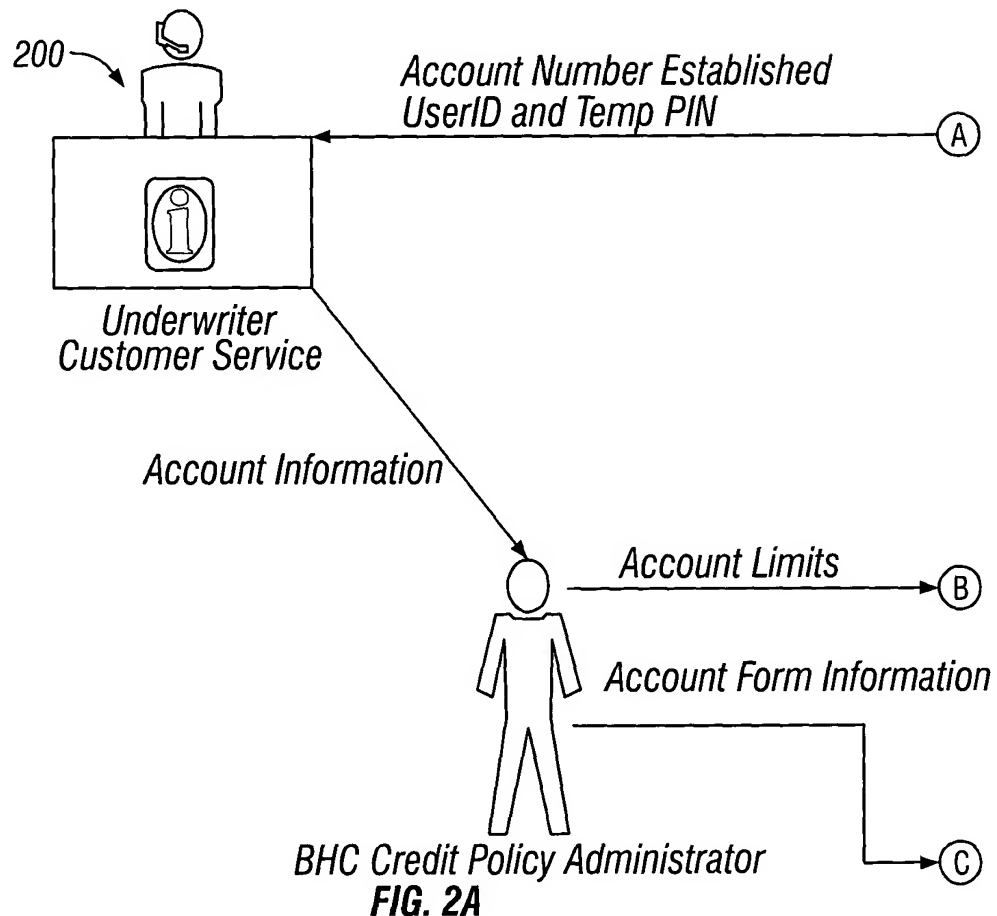 200
Account Number Established
UserID and Temp PIN
A
i
Underwriter
Customer Service
Account Information
Account Limits
B
Account Form Information
C
BHC Credit Policy Administrator
FIG. 2A